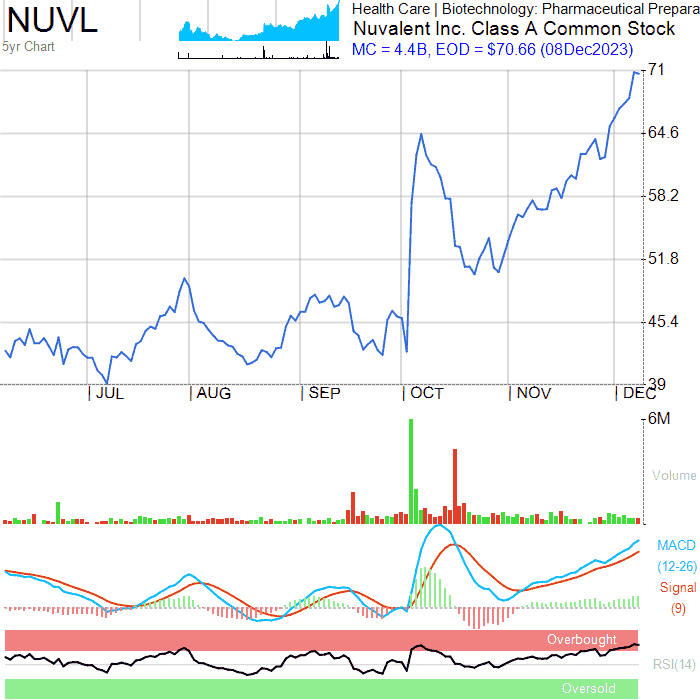 NUVL
5yr Chart
Health Care | Biotechnology: Pharmaceutical Prepara
Nuvalent Inc. Class A Common Stock
MC = 4.4B, EOD = $70.66 (08Dec2023)
71
64.6
58.2
51.8
45.4
39
JUL AUG SEP OCT NOV DEC
6M
Volume
MACD
(12-26)
Signal
(9)
Overbought
RSI(14)
Oversold